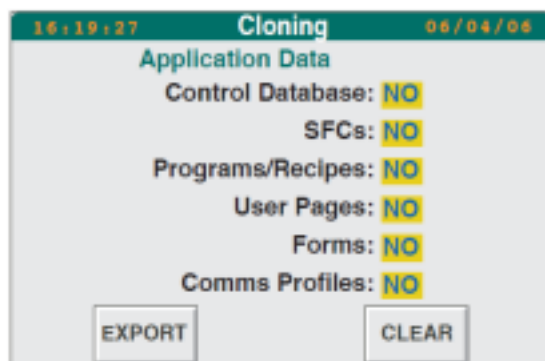 16:19:27 Cloning 06/04/06
Application Data
Control Database: NO
SFCs: NO
Programs/Recipes: NO
User Pages: NO
Forms: NO
Comms Profiles: NO
EXPORT CLEAR